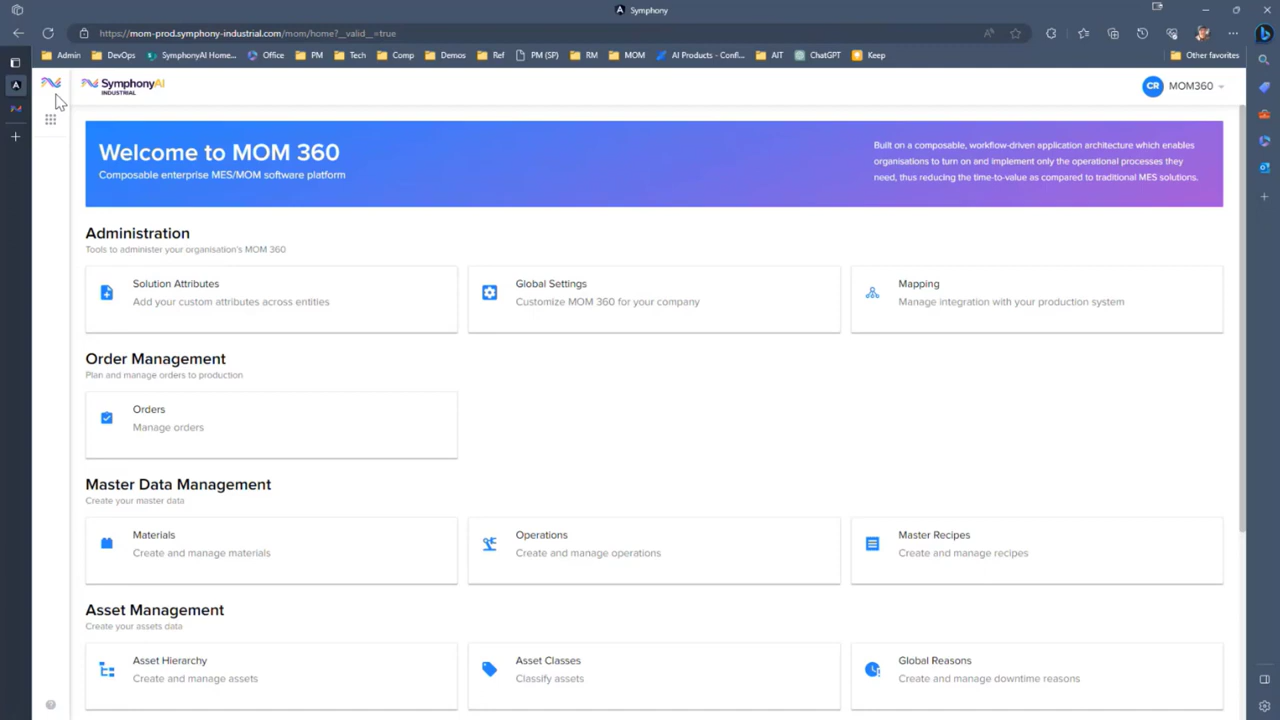 Symphony
https://mom-prod.symphony-industrial.com/mom/home?__valid__=true
Admin DevOps SymphonyAI Home... Office PM Tech Comp Demos Ref PM (SP) RM MOM AI Products - Confi... AIT ChatGPT Keep Other favorites
SymphonyAI
INDUSTRIAL
CR MOM360
Welcome to MOM 360
Composable enterprise MES/MOM software platform
Built on a composable, workflow-driven application architecture which enables
organisations to turn on and implement only the operational processes they
need, thus reducing the time-to-value as compared to traditional MES solutions.
Administration
Tools to administer your organisation's MOM 360
Solution Attributes
Add your custom attributes across entities
Global Settings
Customize MOM 360 for your company
Mapping
Manage integration with your production system
Order Management
Plan and manage orders to production
Orders
Manage orders
Master Data Management
Create your master data
Materials
Create and manage materials
Operations
Create and manage operations
Master Recipes
Create and manage recipes
Asset Management
Create your assets data
Asset Hierarchy
Create and manage assets
Asset Classes
Classify assets
Global Reasons
Create and manage downtime reasons